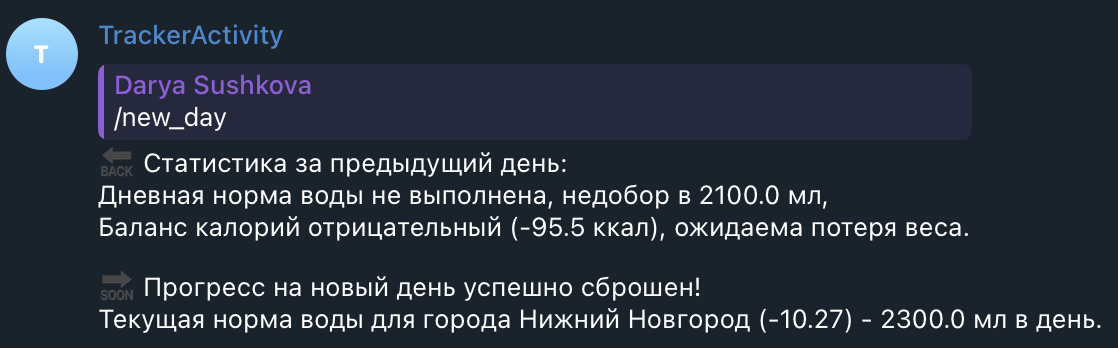 T
TrackerActivity
Darya Sushkova
/new_day
BACK Статистика за предыдущий день:
Дневная норма воды не выполнена, недобор в 2100.0 мл,
Баланс калорий отрицательный (-95.5 ккал), ожидаема потеря веса.
SOON Прогресс на новый день успешно сброшен!
Текущая норма воды для города Нижний Новгород (-10.27) - 2300.0 мл в день.